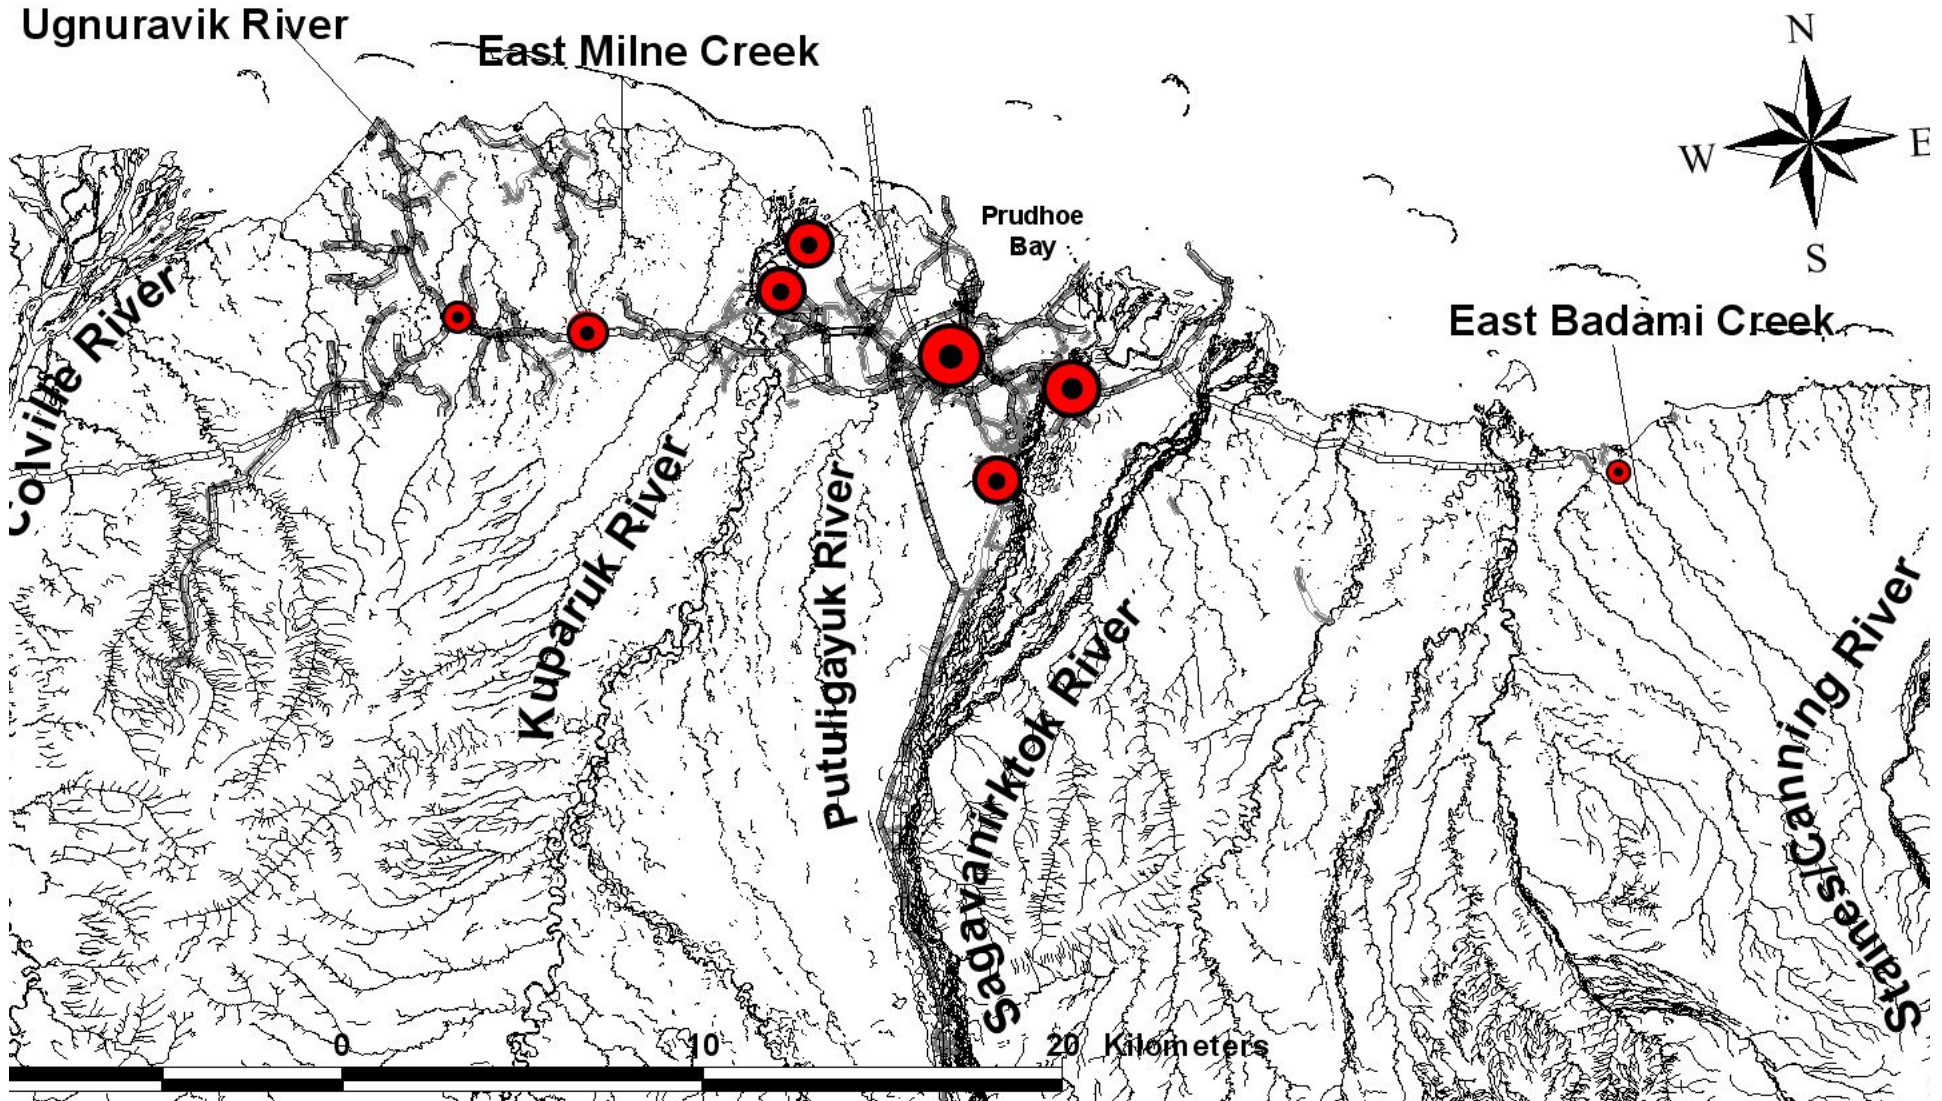 Ugnuravik River
East Milne Creek
N
W
E
S
Prudhoe
Bay
Colville River
East Badami Creek
Kuparuk River
Putuligayuk River
Sagavanirktok River
Staines/Canning River
0 10 20 Kilometers